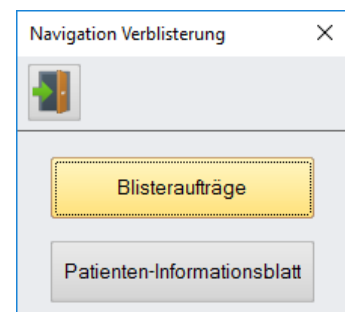 Navigation Verblisterung
Blisteraufträge
Patienten-Informationsblatt